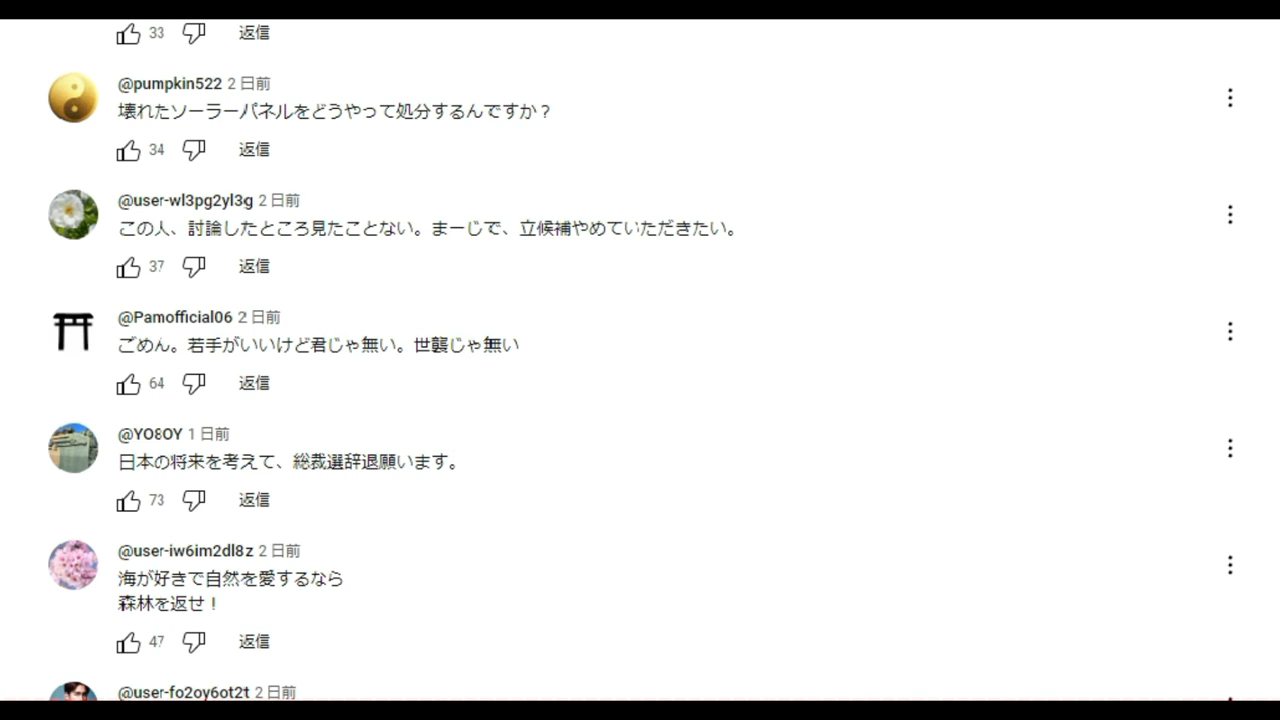 33 返信
@pumpkin522 2 日前
壊れたソーラーパネルをどうやって処分するんですか？
34 返信
@user-wl3pg2yl3g 2 日前
この人、討論したところ見たことない。まーじで、立候補やめていただきたい。
37 返信
@Pamofficial06 2 日前
ごめん。若手がいいけど君じゃ無い。世襲じゃ無い
64 返信
@YO8OY 1 日前
日本の将来を考えて、総裁選辞退願います。
73 返信
@user-iw6im2dl8z 2 日前
海が好きで自然を愛するなら
森林を返せ！
47 返信
@user-fo2oy6ot2t 2 日前